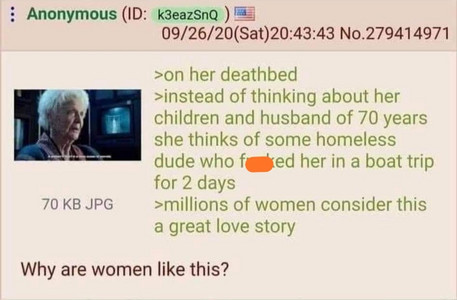 Anonymous (ID: k3eazSnQ)
09/26/20(Sat)20:43:43 No.279414971
>on her deathbed
>instead of thinking about her
children and husband of 70 years
she thinks of some homeless
dude who f ked her in a boat trip
for 2 days
70 KB JPG
>millions of women consider this
a great love story
Why are women like this?